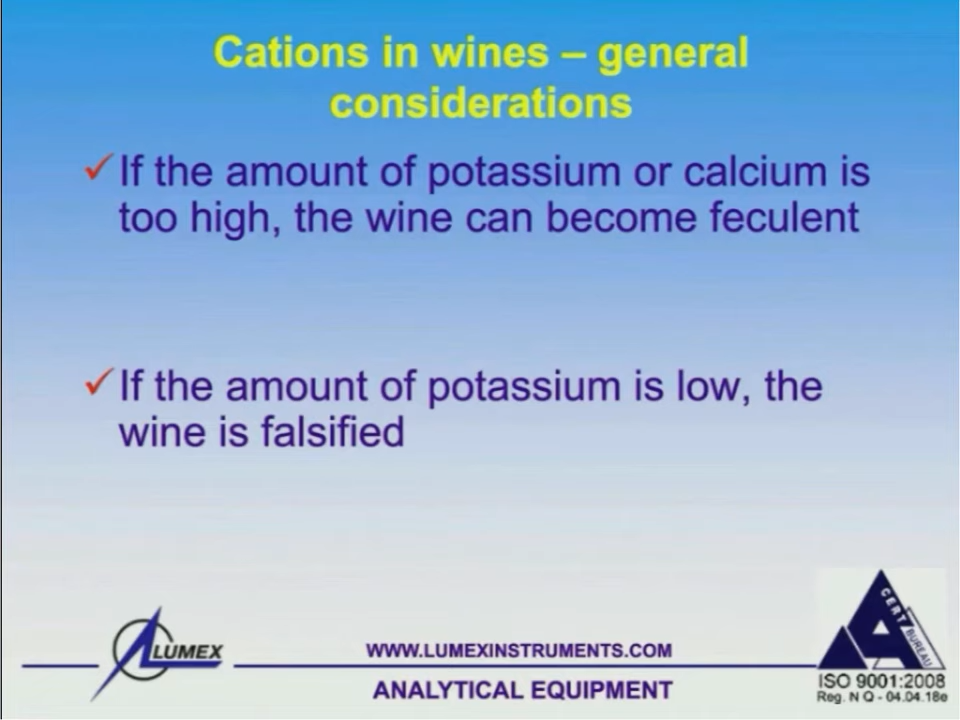 Cations in wines – general
considerations
If the amount of potassium or calcium is
too high, the wine can become feculent
If the amount of potassium is low, the
wine is falsified
LUMEX
WWW.LUMEXINSTRUMENTS.COM
ANALYTICAL EQUIPMENT
CERT BUREAU
ISO 9001:2008
Reg. N Q - 04.04.18e